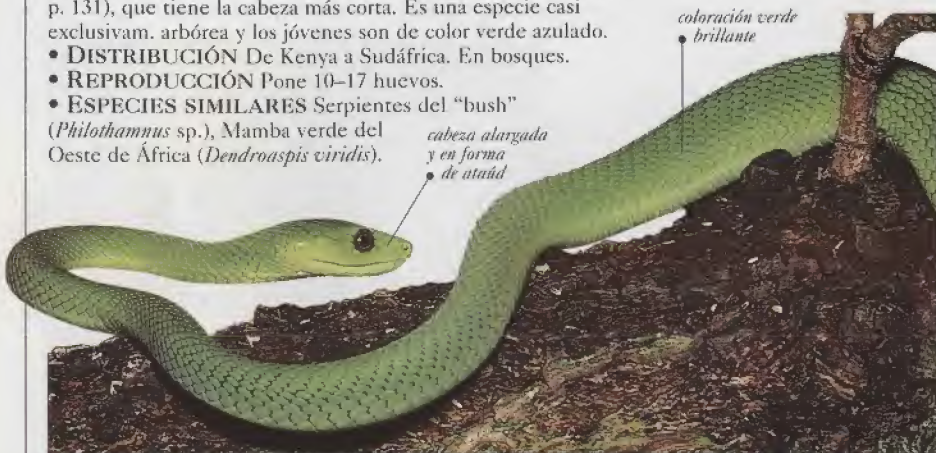 p. 131), que tiene la cabeza más corta. Es una especie casi
exclusivam. arbórea y los jóvenes son de color verde azulado.
• DISTRIBUCIÓN De Kenya a Sudáfrica. En bosques.
• REPRODUCCIÓN Pone 10–17 huevos.
• ESPECIES SIMILARES Serpientes del "bush"
(Philothamnus sp.), Mamba verde del
Oeste de África (Dendroaspis viridis).
coloración verde
brillante
cabeza alargada
y en forma
de ataúd